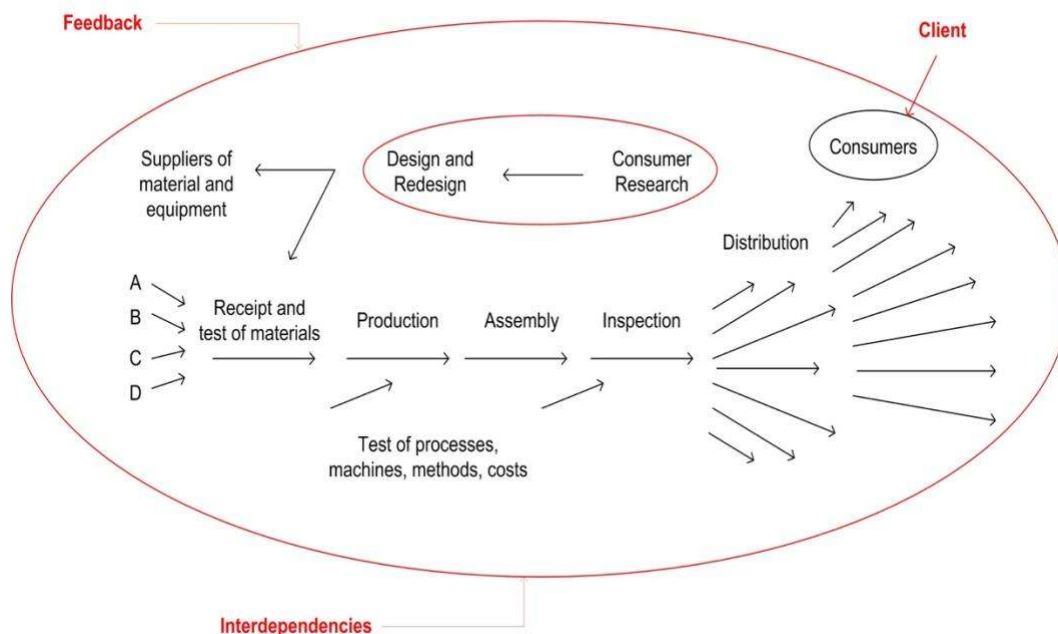 Feedback
Client
Suppliers of
material and
equipment
Design and
Redesign
Consumer
Research
Consumers
Distribution
A
B
C
D
Receipt and
test of materials
Production
Assembly
Inspection
Test of processes,
machines, methods, costs
Interdependencies